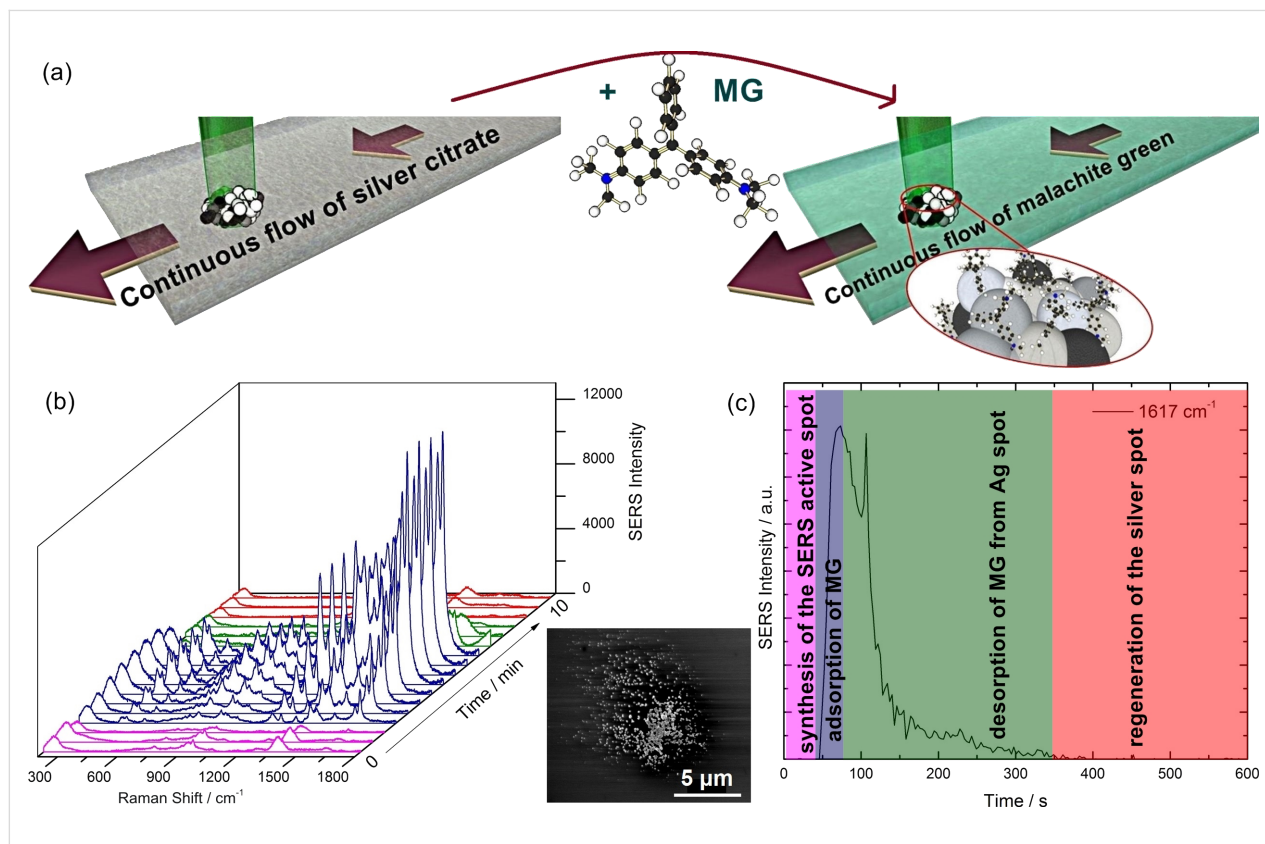 (a)
+ MG
Continuous flow of silver citrate
Continuous flow of malachite green
(b)
12000
8000
4000
0
SERS Intensity
10
Time / min
0
300 600 900 1200 1500 1800
Raman Shift / cm⁻¹
5 µm
(c)
1617 cm⁻¹
SERS Intensity / a.u.
synthesis of the SERS active spot
adsorption of MG
desorption of MG from Ag spot
regeneration of the silver spot
0 100 200 300 400 500 600
Time / s